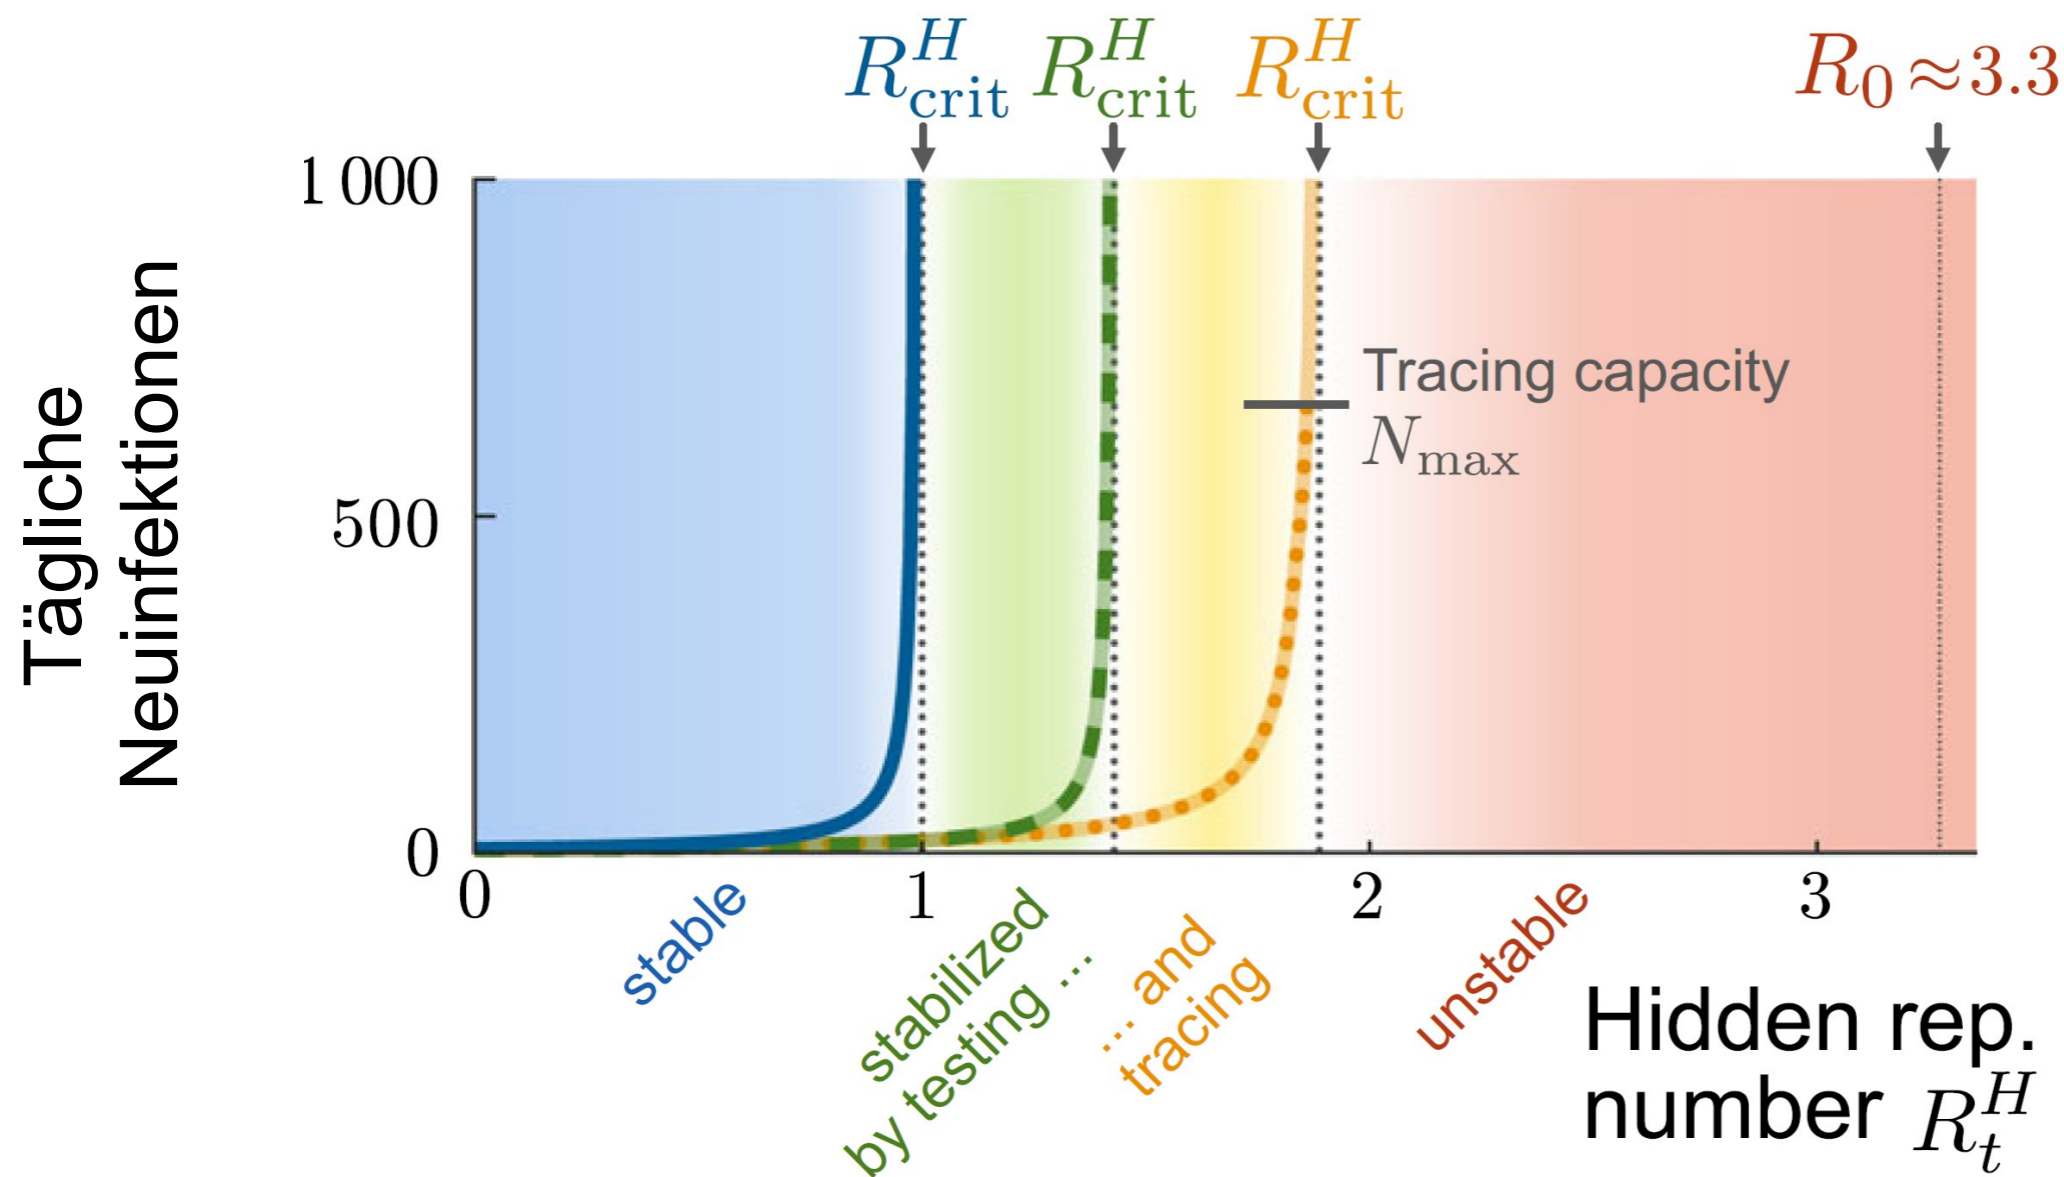 R^H_crit R^H_crit R^H_crit R_0 ≈3.3
1 000
500
0
Tägliche
Neuinfektionen
Tracing capacity
N_max
0 1 2 3
stable
stabilized
by testing ...
... and
tracing
unstable
Hidden rep.
number R^H_t